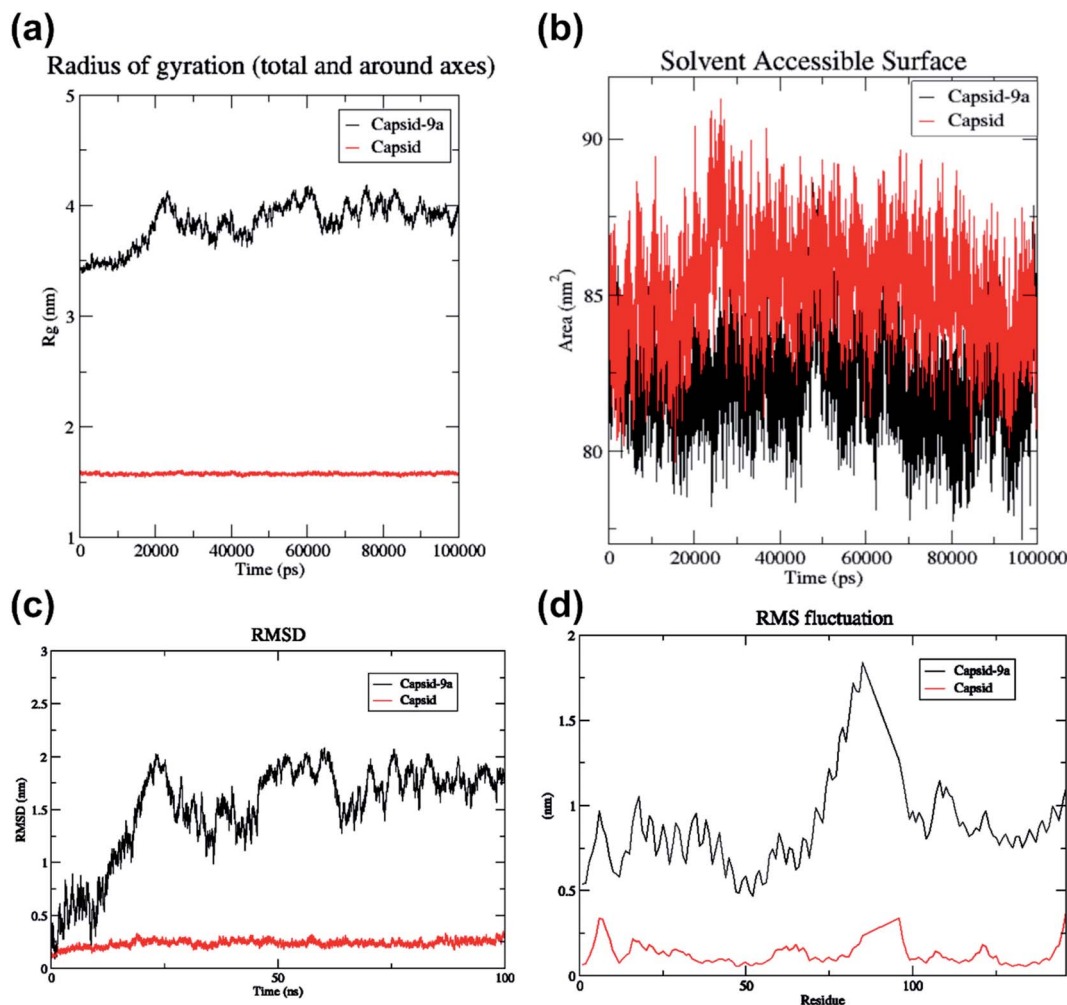 (a)
Radius of gyration (total and around axes)
5
4
3
2
1
Rg (nm)
Capsid-9a
Capsid
0 20000 40000 60000 80000 100000
Time (ps)
(b)
Solvent Accessible Surface
90
85
80
Area (nm²)
Capsid-9a
Capsid
0 20000 40000 60000 80000 100000
Time (ps)
(c)
RMSD
3
2.5
2
1.5
1
0.5
0
RMSD (nm)
Capsid-9a
Capsid
0 50 100
Time (ns)
(d)
RMS fluctuation
2
1.5
1
0.5
0
(nm)
Capsid-9a
Capsid
0 50 100
Residue